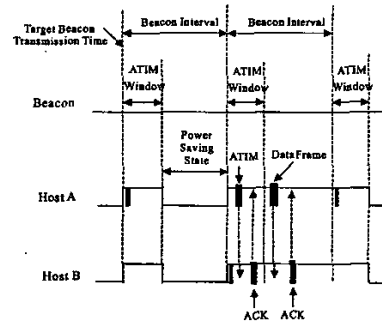 Target Beacon
Transmission Time
Beacon Interval
Beacon Interval
ATIM
Window
ATIM
Window
ATIM
Window
Beacon
Power
Saving
State
ATIM
Data Frame
Host A
Host B
ACK
ACK